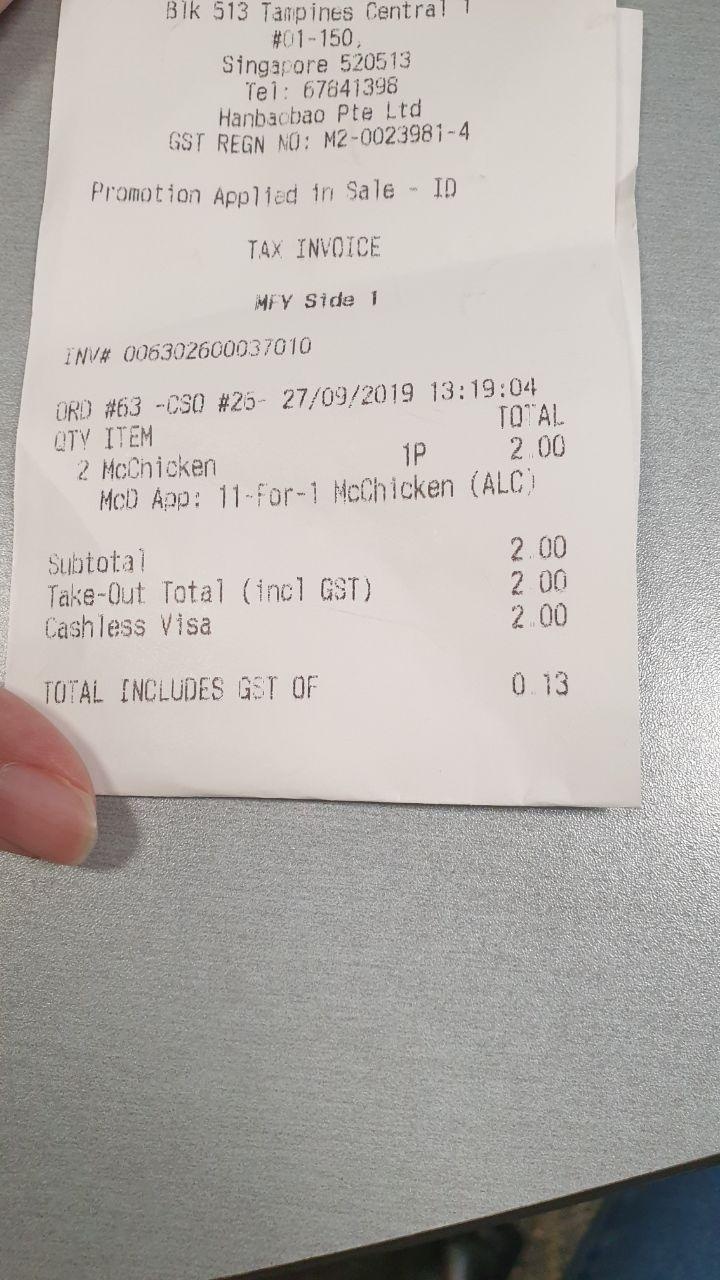 Blk 513 Tampines Central 1
#01-150,
Singapore 520513
Tel: 67841398
Hanbaobao Pte Ltd
GST REGN NO: M2-0023981-4
Promotion Applied in Sale - ID
TAX INVOICE
MFY Side 1
INV# 006302600037010
ORD #63 -CSO #26- 27/09/2019 13:19:04
QTY ITEM TOTAL
2 McChicken 1P 2.00
McD App: 11-For-1 McChicken (ALC)
Subtotal 2.00
Take-Out Total (incl GST) 2.00
Cashless Visa 2.00
TOTAL INCLUDES GST OF 0.13